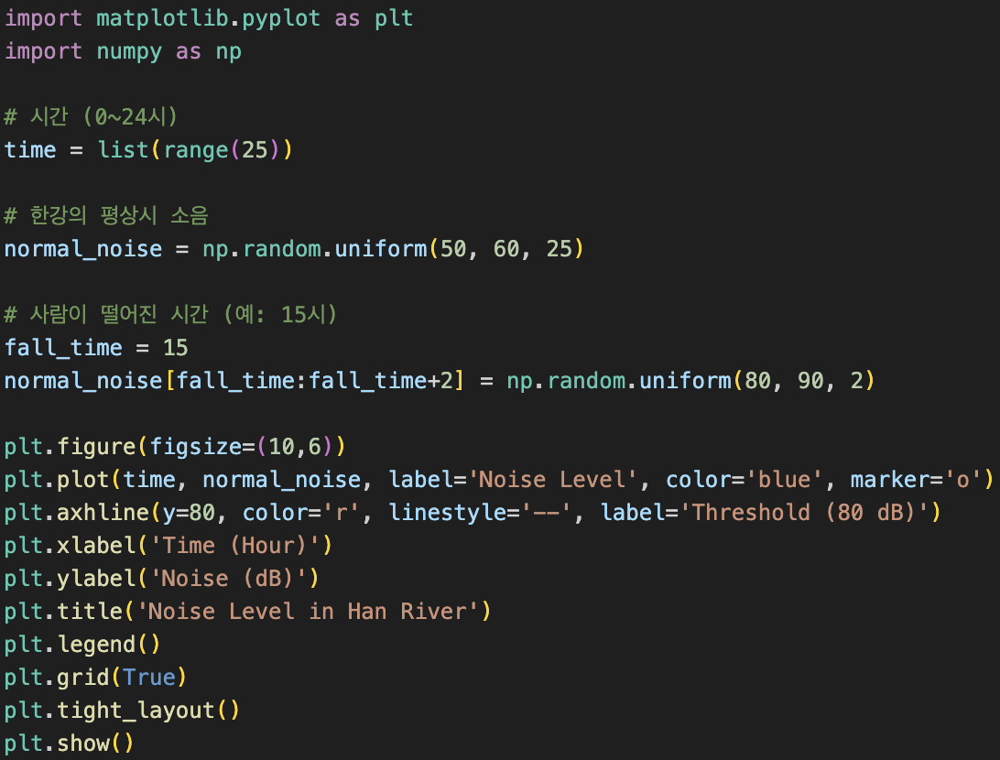 import matplotlib.pyplot as plt
import numpy as np
# 시간 (0~24시)
time = list(range(25))
# 한강의 평상시 소음
normal_noise = np.random.uniform(50, 60, 25)
# 사람이 떨어진 시간 (예: 15시)
fall_time = 15
normal_noise[fall_time:fall_time+2] = np.random.uniform(80, 90, 2)
plt.figure(figsize=(10,6))
plt.plot(time, normal_noise, label='Noise Level', color='blue', marker='o')
plt.axhline(y=80, color='r', linestyle='--', label='Threshold (80 dB)')
plt.xlabel('Time (Hour)')
plt.ylabel('Noise (dB)')
plt.title('Noise Level in Han River')
plt.legend()
plt.grid(True)
plt.tight_layout()
plt.show()